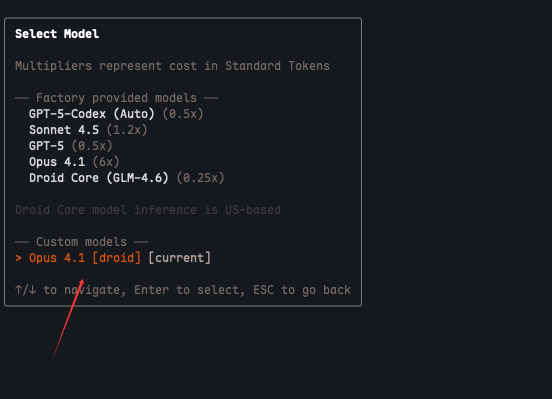 Select Model
Multipliers represent cost in Standard Tokens
── Factory provided models ──
GPT-5-Codex (Auto) (0.5x)
Sonnet 4.5 (1.2x)
GPT-5 (0.5x)
Opus 4.1 (6x)
Droid Core (GLM-4.6) (0.25x)
Droid Core model inference is US-based
── Custom models ──
> Opus 4.1 [droid] [current]
↑/↓ to navigate, Enter to select, ESC to go back